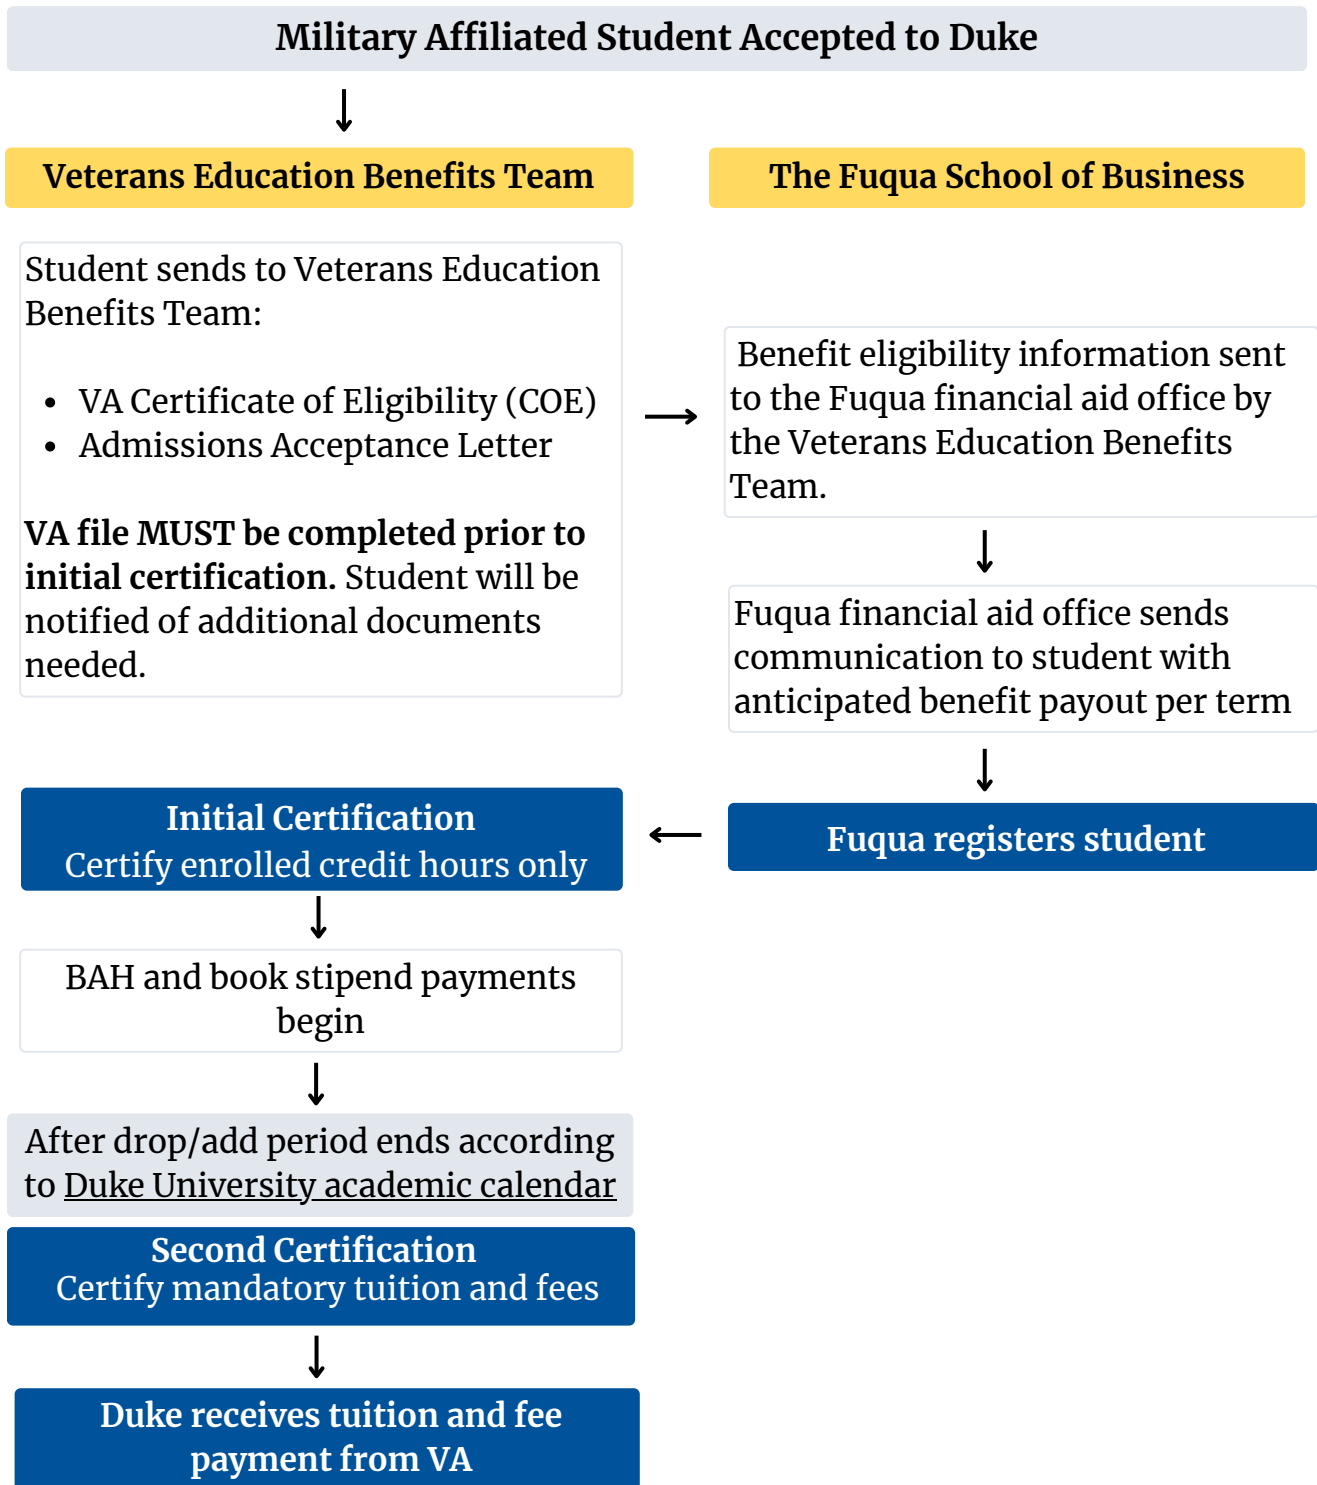 Military Affiliated Student Accepted to Duke
Veterans Education Benefits Team
The Fuqua School of Business
Student sends to Veterans Education
Benefits Team:
• VA Certificate of Eligibility (COE)
• Admissions Acceptance Letter
VA file MUST be completed prior to
initial certification. Student will be
notified of additional documents
needed.
Benefit eligibility information sent
to the Fuqua financial aid office by
the Veterans Education Benefits
Team.
Fuqua financial aid office sends
communication to student with
anticipated benefit payout per term
Fuqua registers student
Initial Certification
Certify enrolled credit hours only
BAH and book stipend payments
begin
After drop/add period ends according
to Duke University academic calendar
Second Certification
Certify mandatory tuition and fees
Duke receives tuition and fee
payment from VA